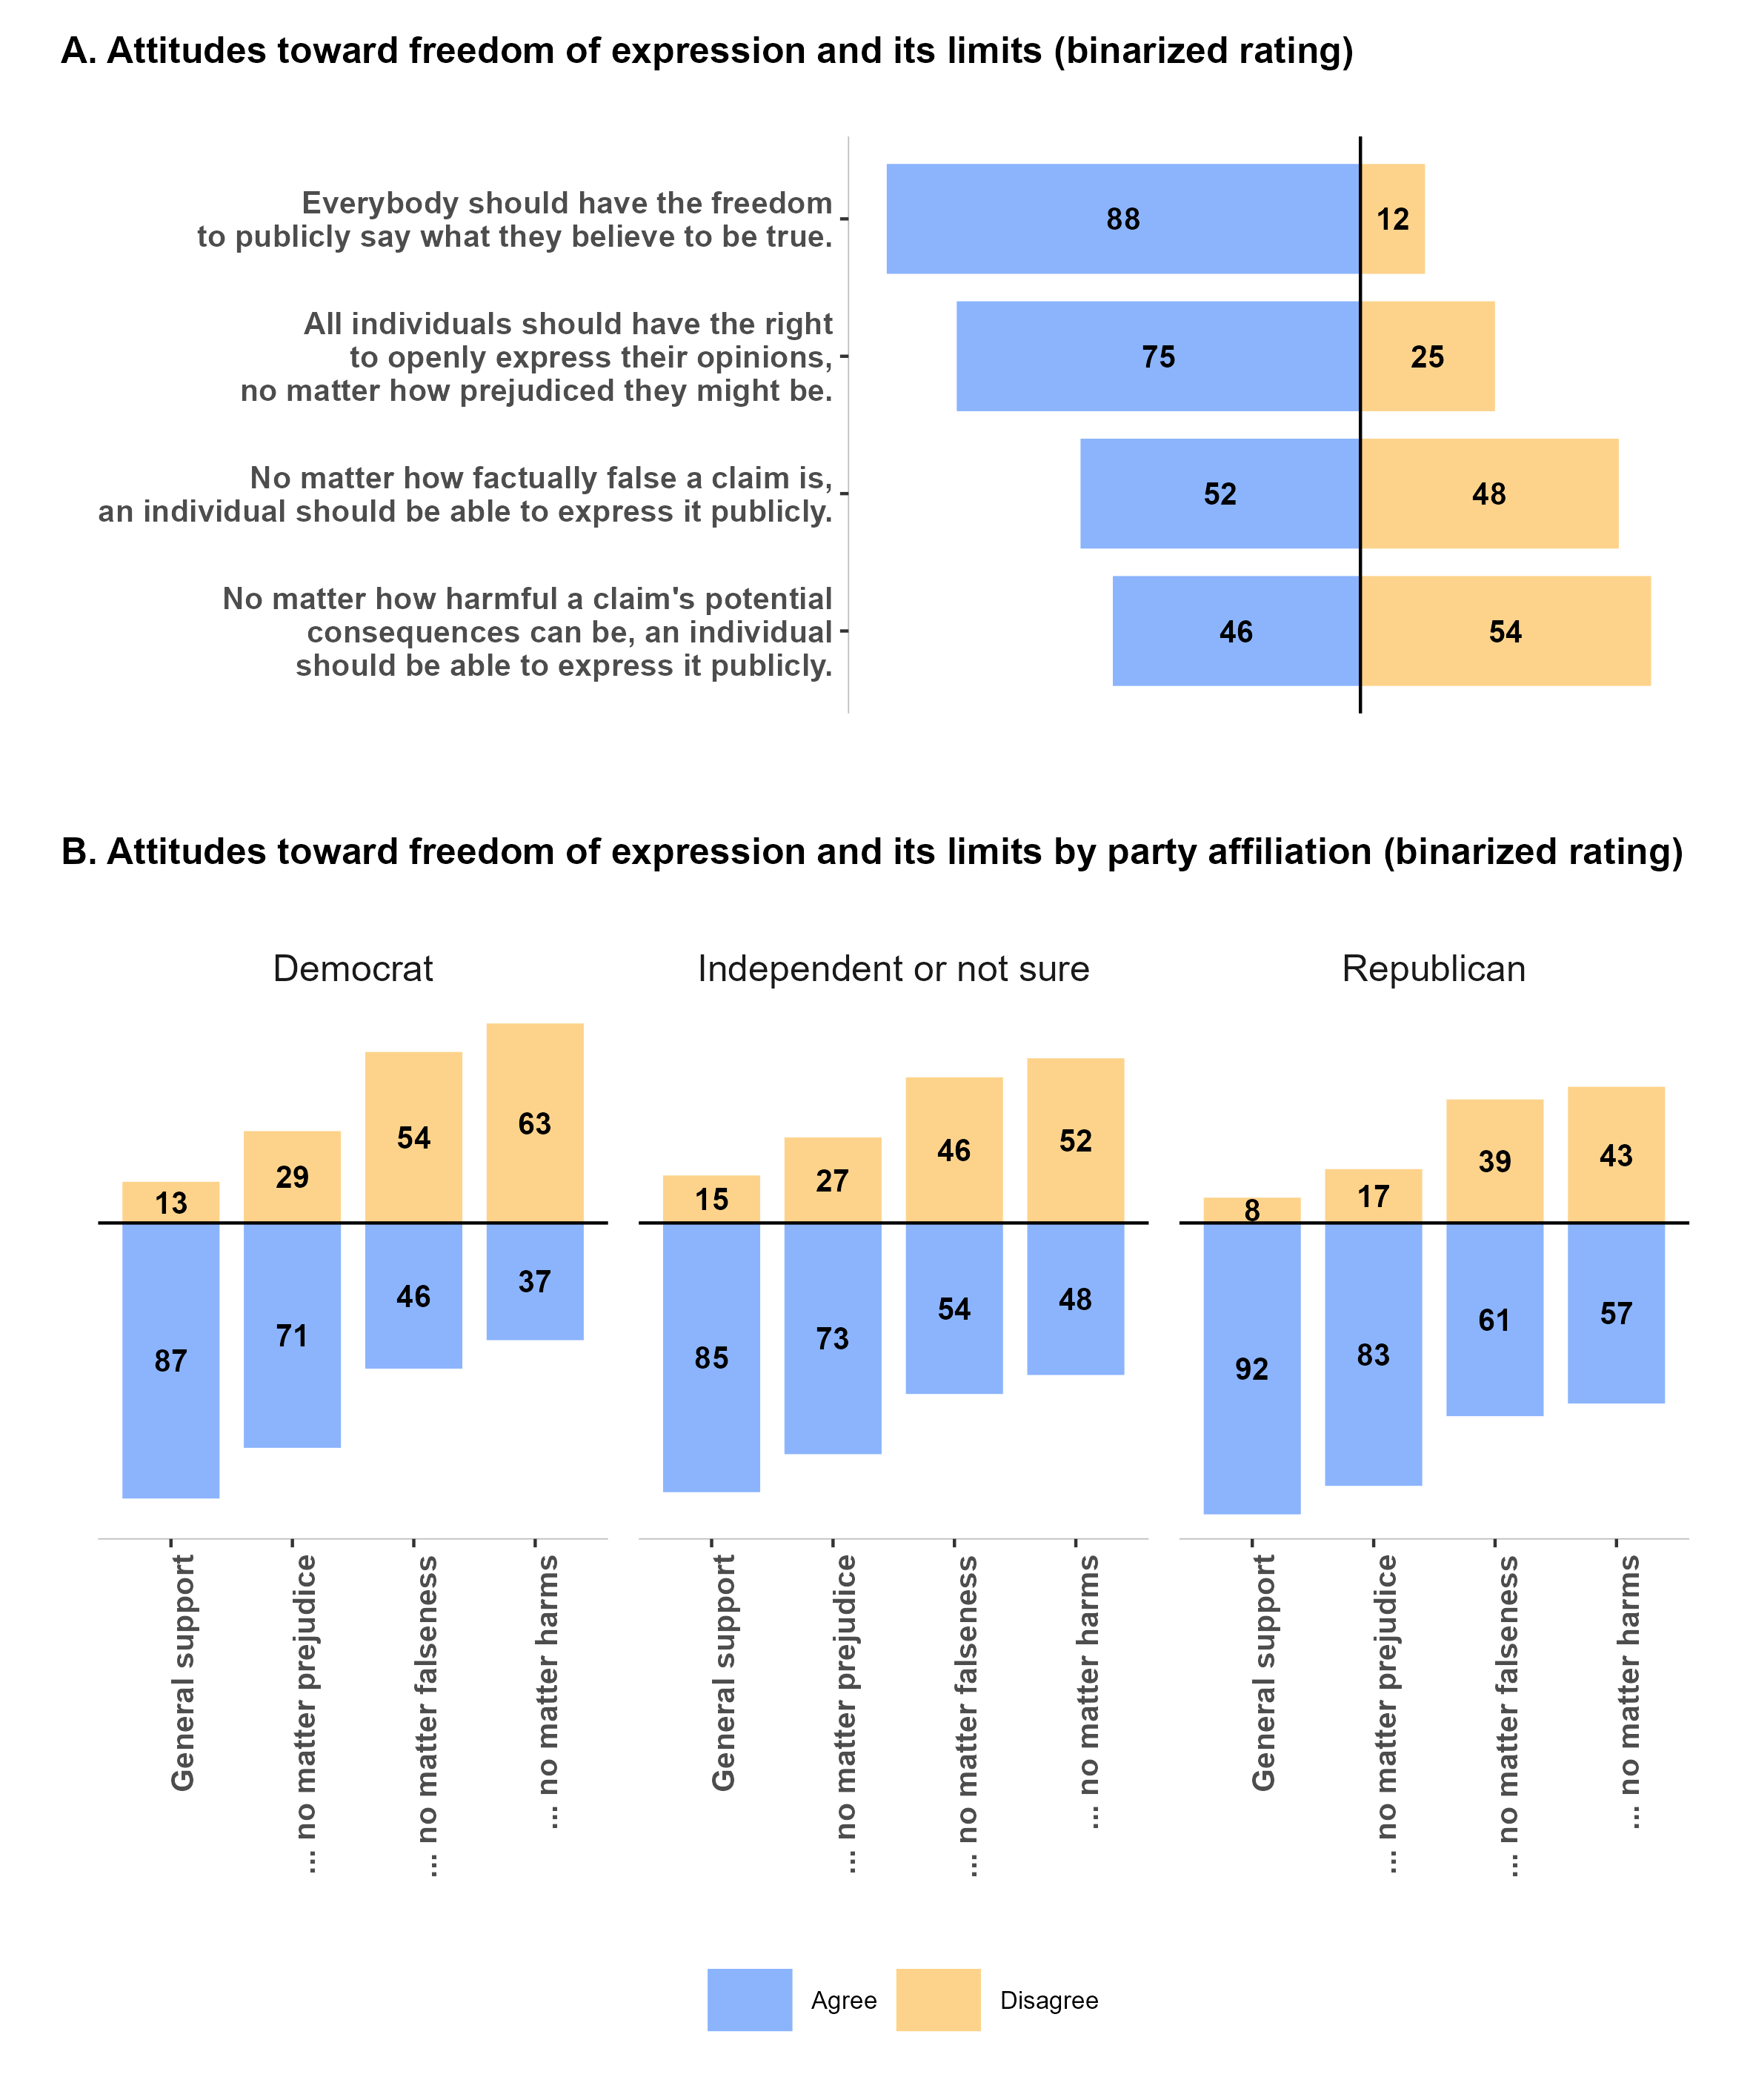 A. Attitudes toward freedom of expression and its limits (binarized rating)
Everybody should have the freedom
to publicly say what they believe to be true.
88
12
All individuals should have the right
to openly express their opinions,
no matter how prejudiced they might be.
75
25
No matter how factually false a claim is,
an individual should be able to express it publicly.
52
48
No matter how harmful a claim's potential
consequences can be, an individual
should be able to express it publicly.
46
54
B. Attitudes toward freedom of expression and its limits by party affiliation (binarized rating)
Democrat
13
29
54
63
87
71
46
37
General support
... no matter prejudice
... no matter falseness
... no matter harms
Independent or not sure
15
27
46
52
85
73
54
48
General support
... no matter prejudice
... no matter falseness
... no matter harms
Republican
8
17
39
43
92
83
61
57
General support
... no matter prejudice
... no matter falseness
... no matter harms
Agree
Disagree